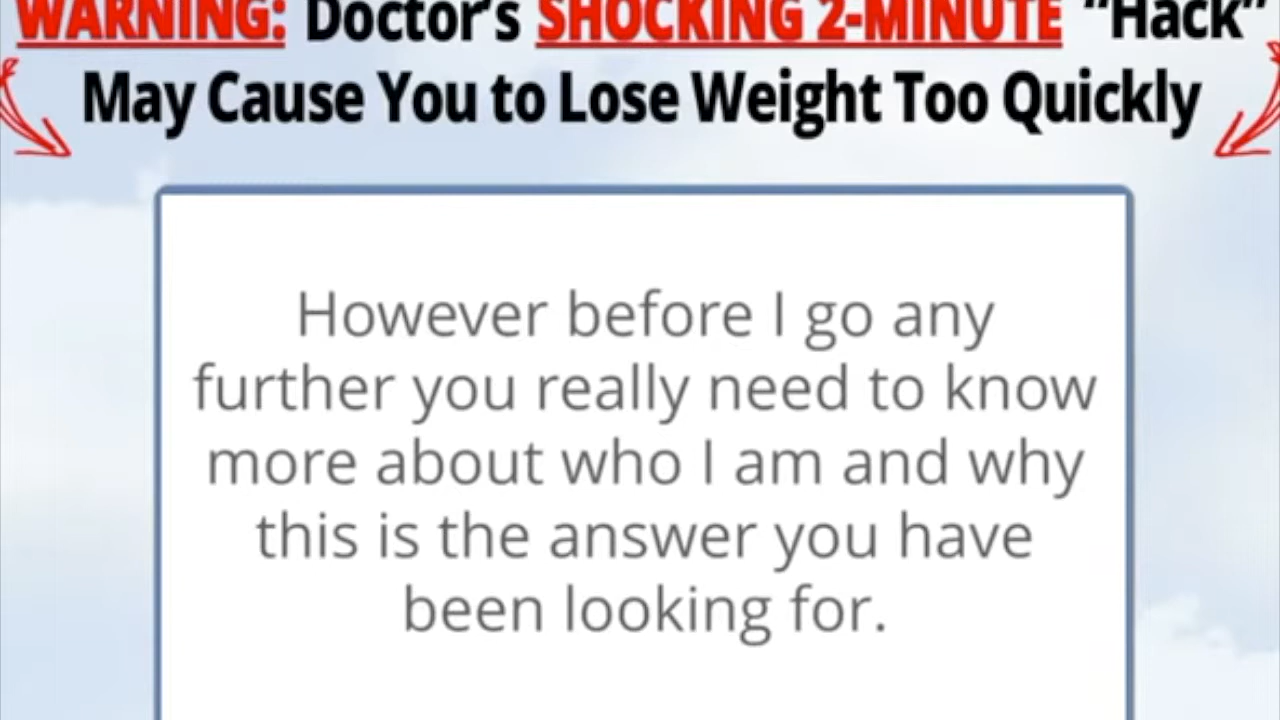 WARNING: Doctor's SHOCKING 2-MINUTE "Hack"
May Cause You to Lose Weight Too Quickly
However before I go any
further you really need to know
more about who I am and why
this is the answer you have
been looking for.